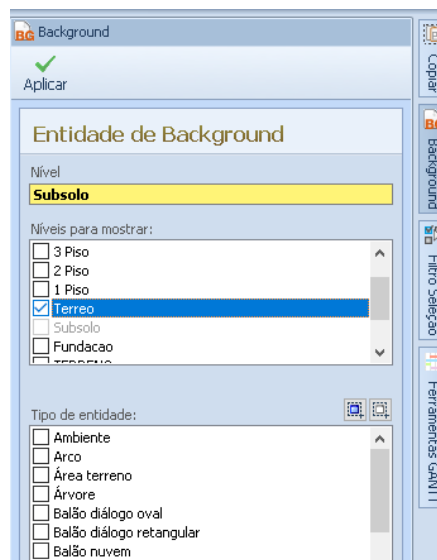 BG Background
Aplicar
Entidade de Background
Nível
Subsolo
Níveis para mostrar:
3 Piso
2 Piso
1 Piso
Terreo
Subsolo
Fundacao
Tipo de entidade:
Ambiente
Arco
Área terreno
Árvore
Balão diálogo oval
Balão diálogo retangular
Balão nuvem
Copiar
Background
Filtro Seleção
Ferramentas GANTT